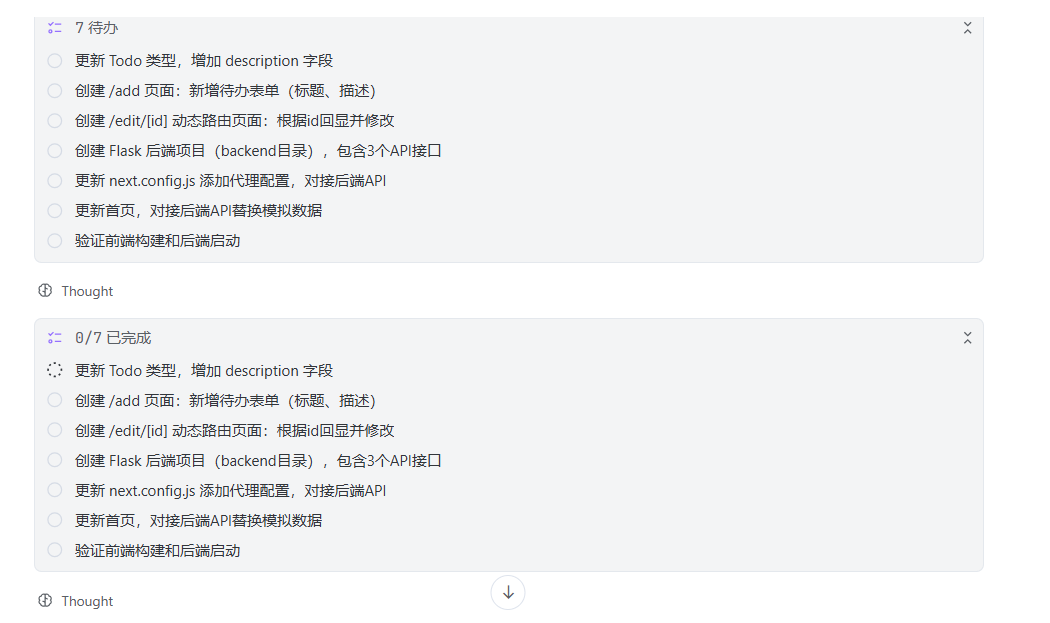 7 待办
更新 Todo 类型，增加 description 字段
创建 /add 页面：新增待办表单（标题、描述）
创建 /edit/[id] 动态路由页面：根据id回显并修改
创建 Flask 后端项目（backend目录），包含3个API接口
更新 next.config.js 添加代理配置，对接后端API
更新首页，对接后端API替换模拟数据
验证前端构建和后端启动
Thought
0/7 已完成
更新 Todo 类型，增加 description 字段
创建 /add 页面：新增待办表单（标题、描述）
创建 /edit/[id] 动态路由页面：根据id回显并修改
创建 Flask 后端项目（backend目录），包含3个API接口
更新 next.config.js 添加代理配置，对接后端API
更新首页，对接后端API替换模拟数据
验证前端构建和后端启动
Thought